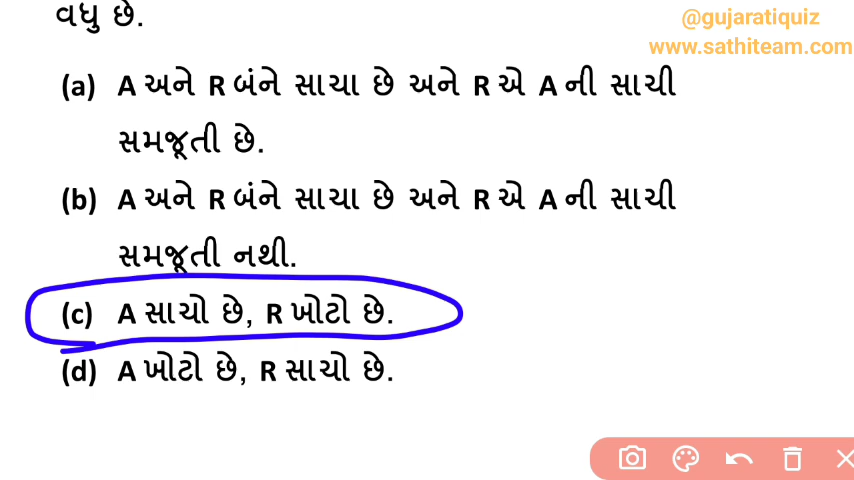 @gujaratiquiz
www.sathiteam.com
વધુ છે.
(a) A અને R બંને સાચા છે અને R એ A ની સાચી
સમજૂતી છે.
(b) A અને R બંને સાચા છે અને R એ A ની સાચી
સમજૂતી નથી.
(c) A સાચો છે, R ખોટો છે.
(d) A ખોટો છે, R સાચો છે.